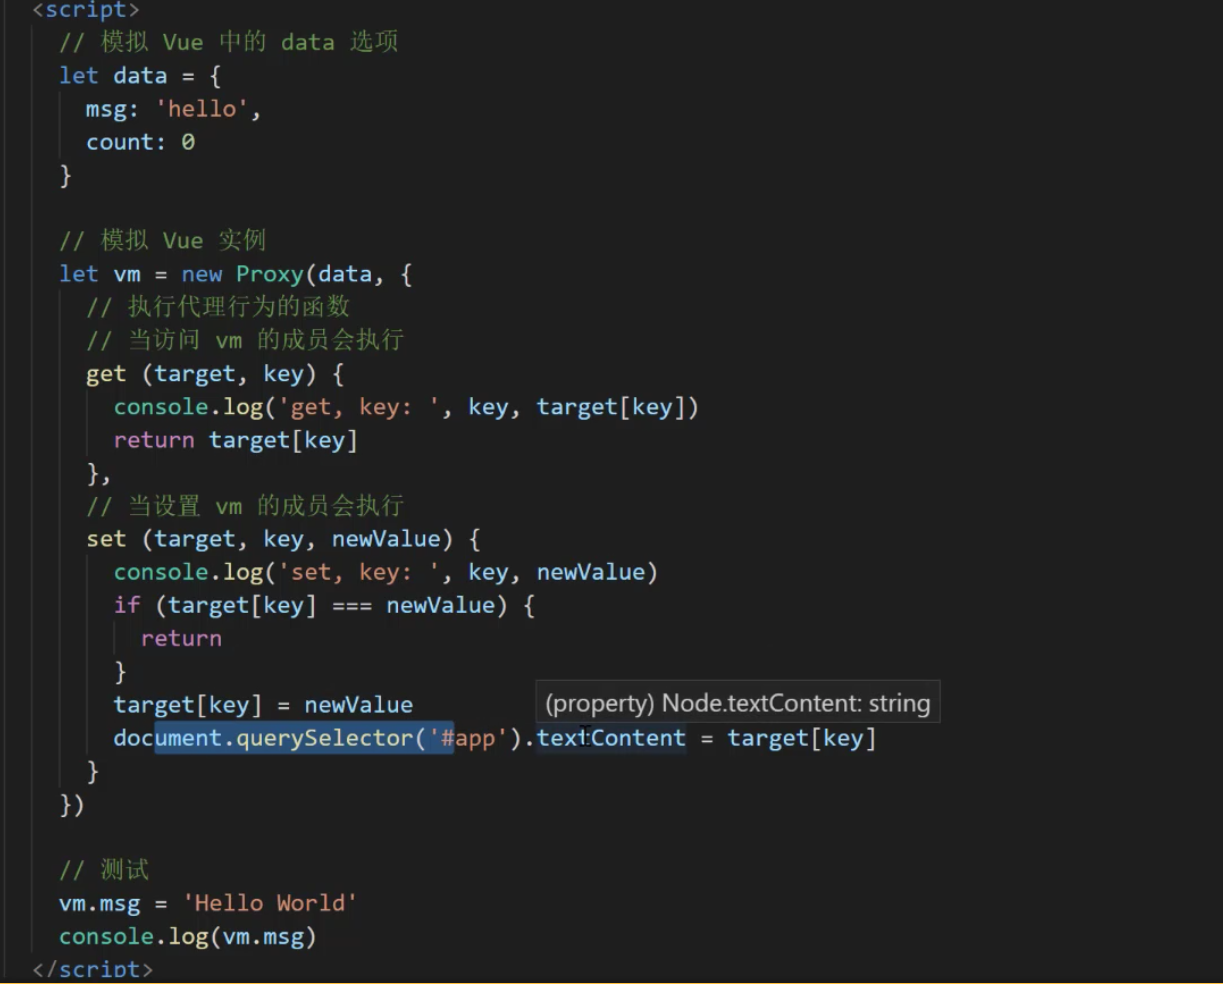 <script>
// 模拟 Vue 中的 data 选项
let data = {
msg: 'hello',
count: 0
}
// 模拟 Vue 实例
let vm = new Proxy(data, {
// 执行代理行为的函数
// 当访问 vm 的成员会执行
get (target, key) {
console.log('get, key: ', key, target[key])
return target[key]
},
// 当设置 vm 的成员会执行
set (target, key, newValue) {
console.log('set, key: ', key, newValue)
if (target[key] === newValue) {
return
}
target[key] = newValue
(property) Node.textContent: string
document.querySelector('#app').textContent = target[key]
}
})
// 测试
vm.msg = 'Hello World'
console.log(vm.msg)
</script>